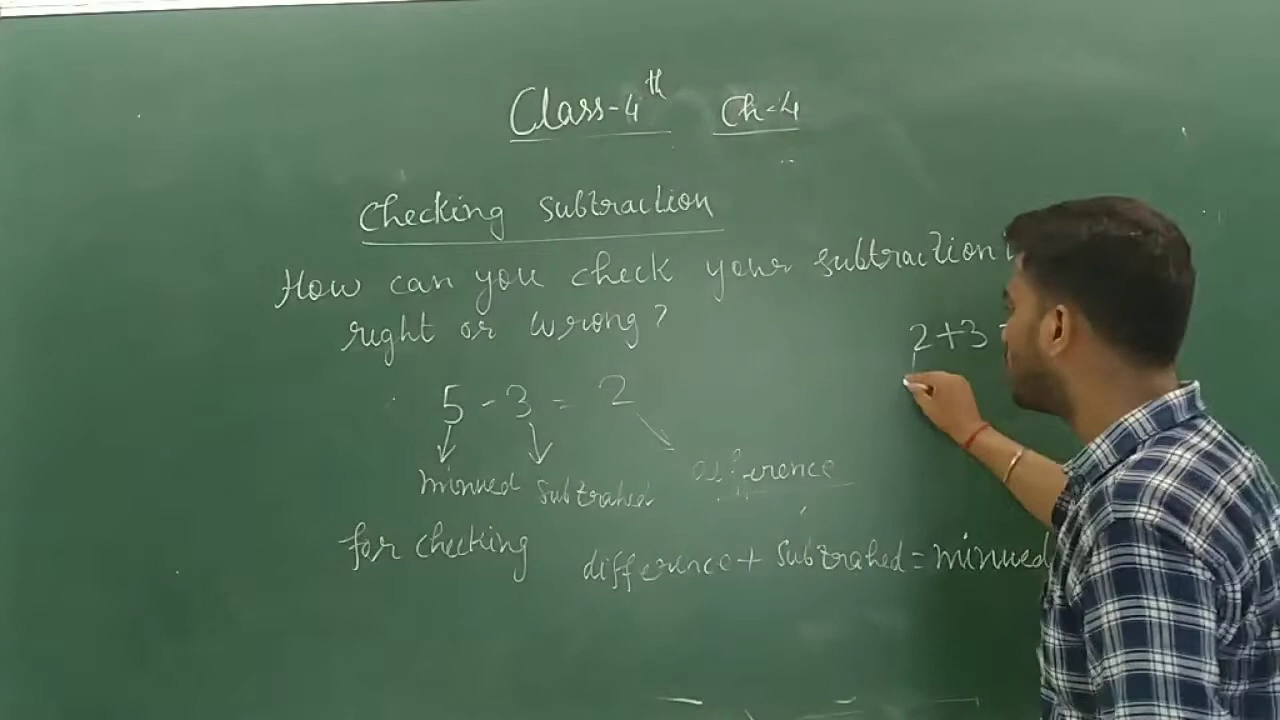 Class-4th Ch-4
Checking subtraction
How can you check your subtraction
right or wrong?
2+3
5 - 3 = 2
minued subtrahed difference
for checking difference + subtrahed = minued